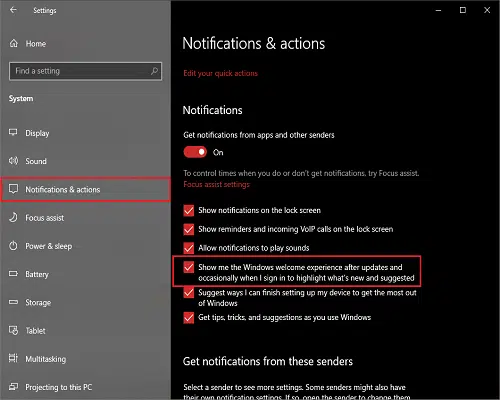 Settings
Home
Find a setting
System
Display
Sound
Notifications & actions
Focus assist
Power & sleep
Battery
Storage
Tablet
Multitasking
Projecting to this PC
Notifications & actions
Edit your quick actions
Notifications
Get notifications from apps and other senders
On
To control times when you do or don't get notifications, try Focus assist.
Focus assist settings
Show notifications on the lock screen
Show reminders and incoming VoIP calls on the lock screen
Allow notifications to play sounds
Show me the Windows welcome experience after updates and
occasionally when I sign in to highlight what's new and suggested
Suggest ways I can finish setting up my device to get the most out
of Windows
Get tips, tricks, and suggestions as you use Windows
Get notifications from these senders
Select a sender to see more settings. Some senders might also have
their own notification settings. If so, open the sender to change them.